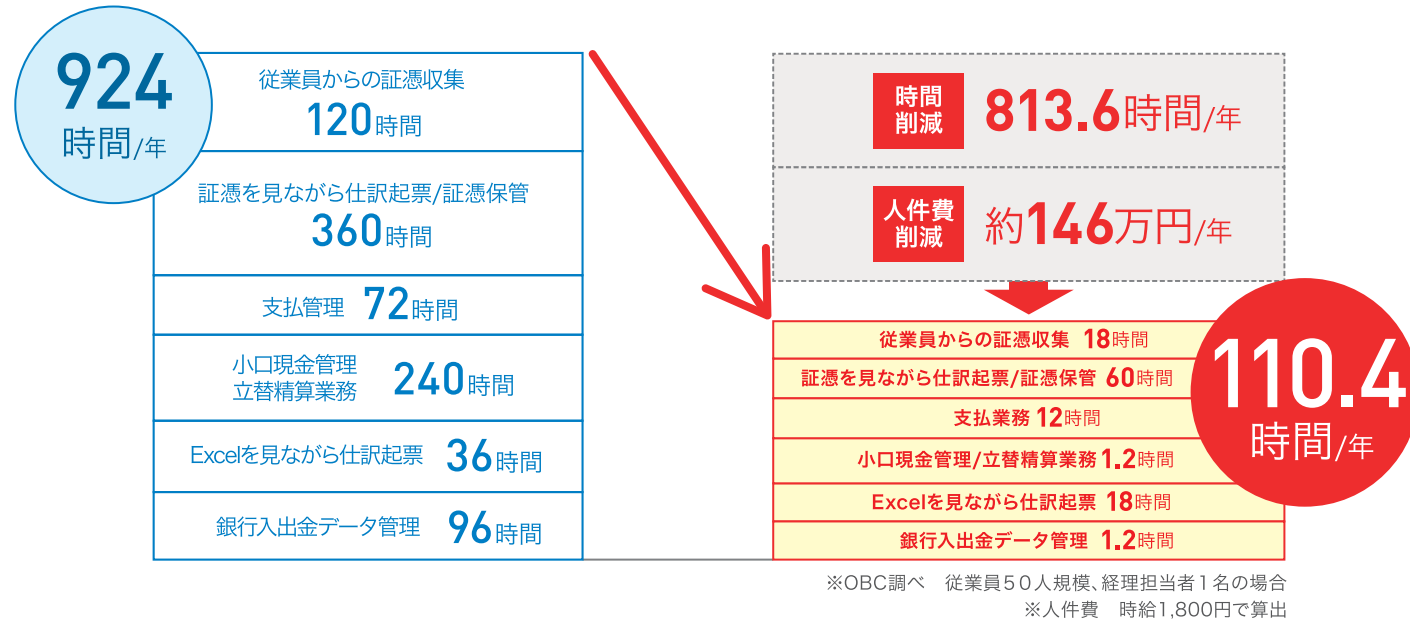 924
時間/年
従業員からの証憑収集
120時間
証憑を見ながら仕訳起票/証憑保管
360時間
支払管理 72時間
小口現金管理
立替精算業務 240時間
Excelを見ながら仕訳起票 36時間
銀行入出金データ管理 96時間
時間
削減
813.6時間/年
人件費
削減
約146万円/年
従業員からの証憑収集 18時間
証憑を見ながら仕訳起票/証憑保管 60時間
支払業務 12時間
小口現金管理/立替精算業務 1.2時間
Excelを見ながら仕訳起票 18時間
銀行入出金データ管理 1.2時間
110.4
時間/年
※OBC調べ 従業員50人規模、経理担当者1名の場合
※人件費 時給1,800円で算出